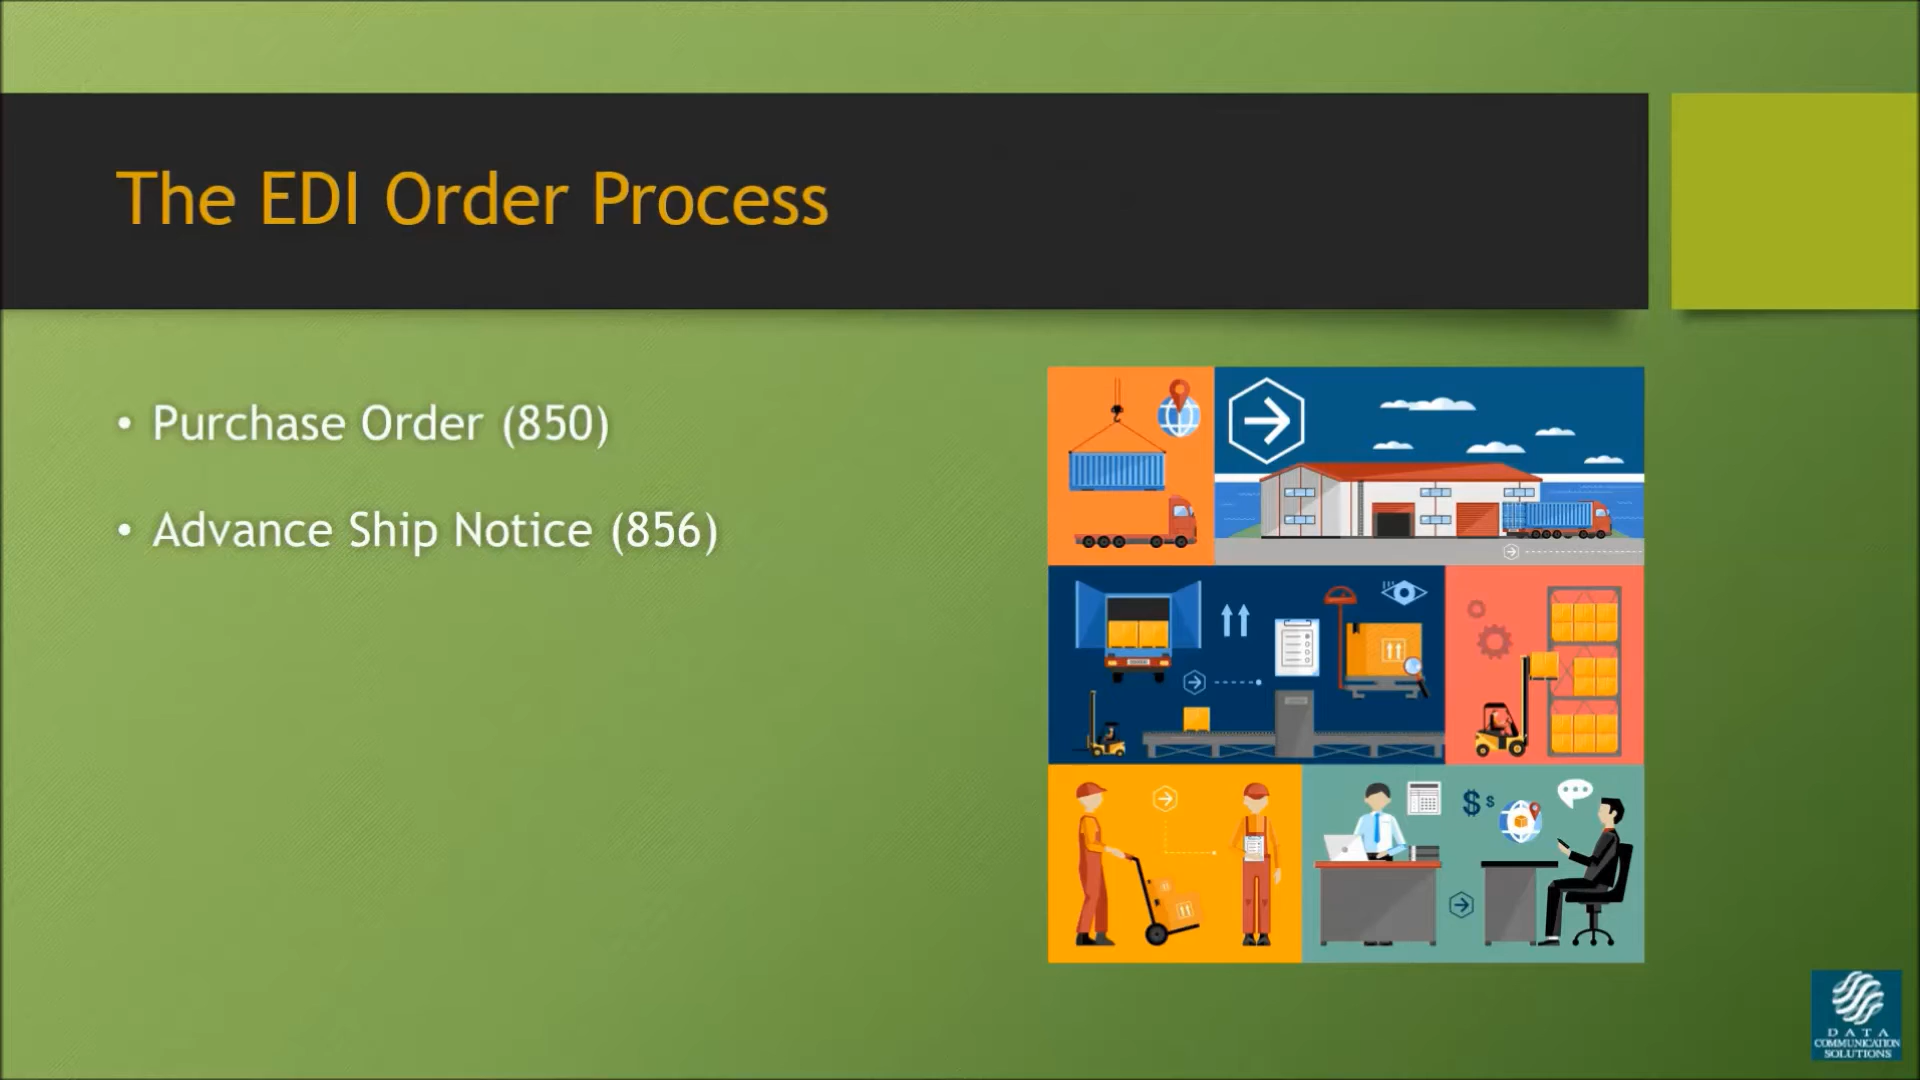 The EDI Order Process
• Purchase Order (850)
• Advance Ship Notice (856)
$ $
DATA
COMMUNICATION
SOLUTIONS